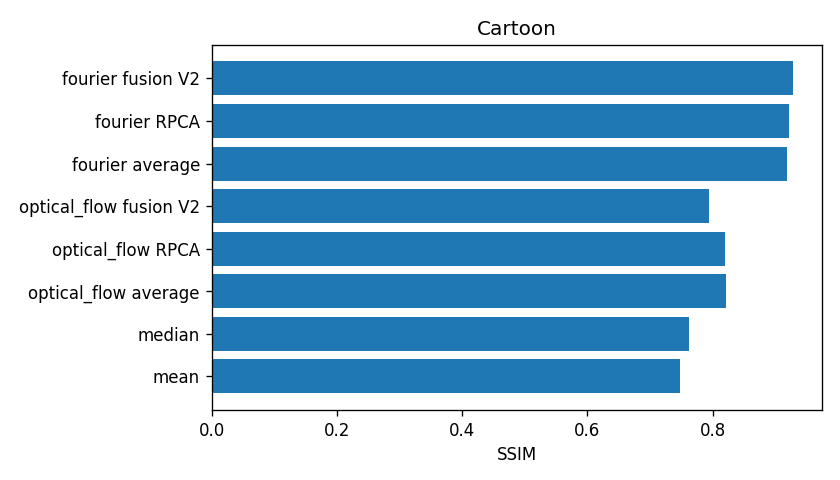 Cartoon
fourier fusion V2
fourier RPCA
fourier average
optical_flow fusion V2
optical_flow RPCA
optical_flow average
median
mean
0.0 0.2 0.4 0.6 0.8
SSIM